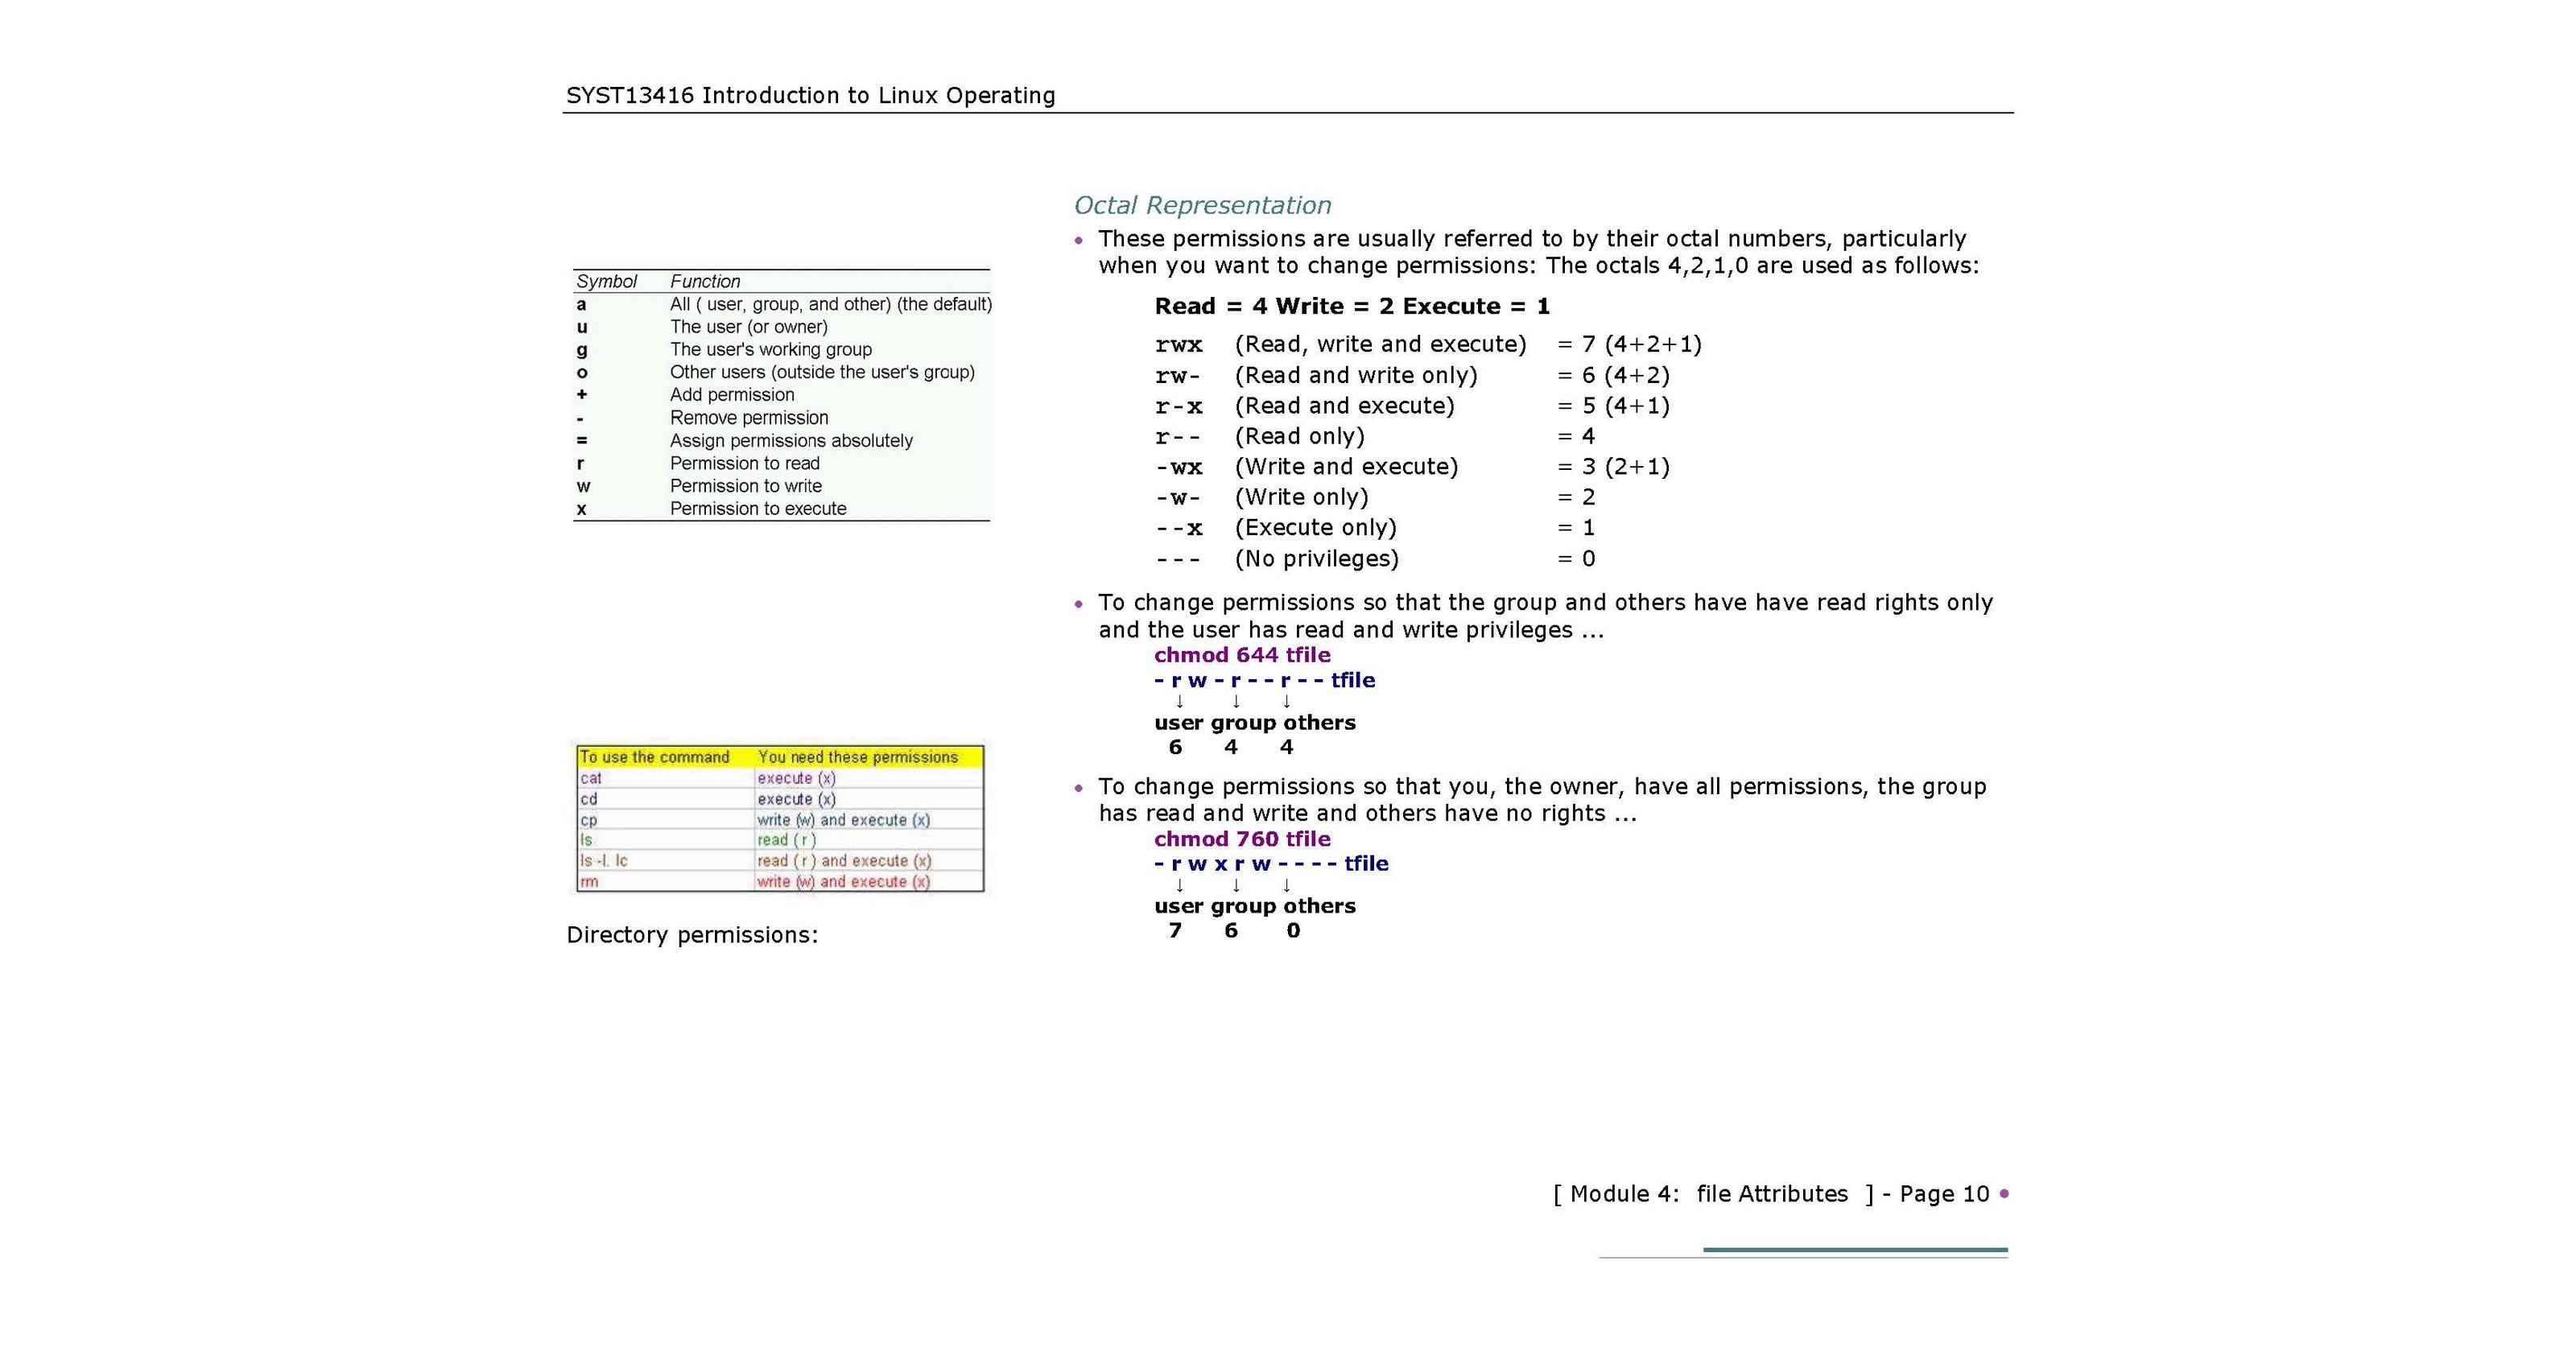 SYST13416 Introduction to Linux Operating
Symbol Function
a All ( user, group, and other) (the default)
u The user (or owner)
g The user's working group
o Other users (outside the user's group)
+ Add permission
- Remove permission
= Assign permissions absolutely
r Permission to read
w Permission to write
x Permission to execute
To use the command You need these permissions
cat execute (x)
cd execute (x)
cp write (w) and execute (x)
ls read ( r )
ls -l. lc read ( r ) and execute (x)
rm write (w) and execute (x)
Directory permissions:
Octal Representation
• These permissions are usually referred to by their octal numbers, particularly
when you want to change permissions: The octals 4,2,1,0 are used as follows:
Read = 4 Write = 2 Execute = 1
rwx (Read, write and execute) = 7 (4+2+1)
rw- (Read and write only) = 6 (4+2)
r-x (Read and execute) = 5 (4+1)
r-- (Read only) = 4
-wx (Write and execute) = 3 (2+1)
-w- (Write only) = 2
--x (Execute only) = 1
--- (No privileges) = 0
• To change permissions so that the group and others have have read rights only
and the user has read and write privileges ...
chmod 644 tfile
- r w - r - - r - - tfile
↓ ↓ ↓
user group others
6 4 4
• To change permissions so that you, the owner, have all permissions, the group
has read and write and others have no rights ...
chmod 760 tfile
- r w x r w - - - - tfile
↓ ↓ ↓
user group others
7 6 0
[ Module 4: file Attributes ] - Page 10 •